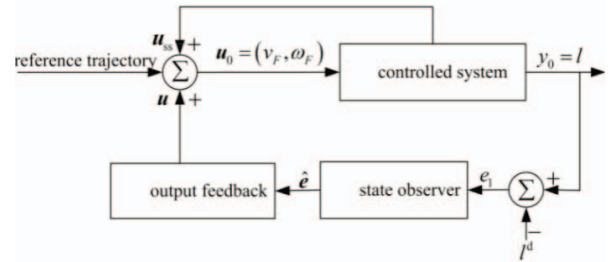 u_ss +
reference trajectory
Σ
u_0 = (v_F, ω_F)
controlled system
y_0 = l
u +
output feedback
ê
state observer
e_1
Σ
+
−
l^d